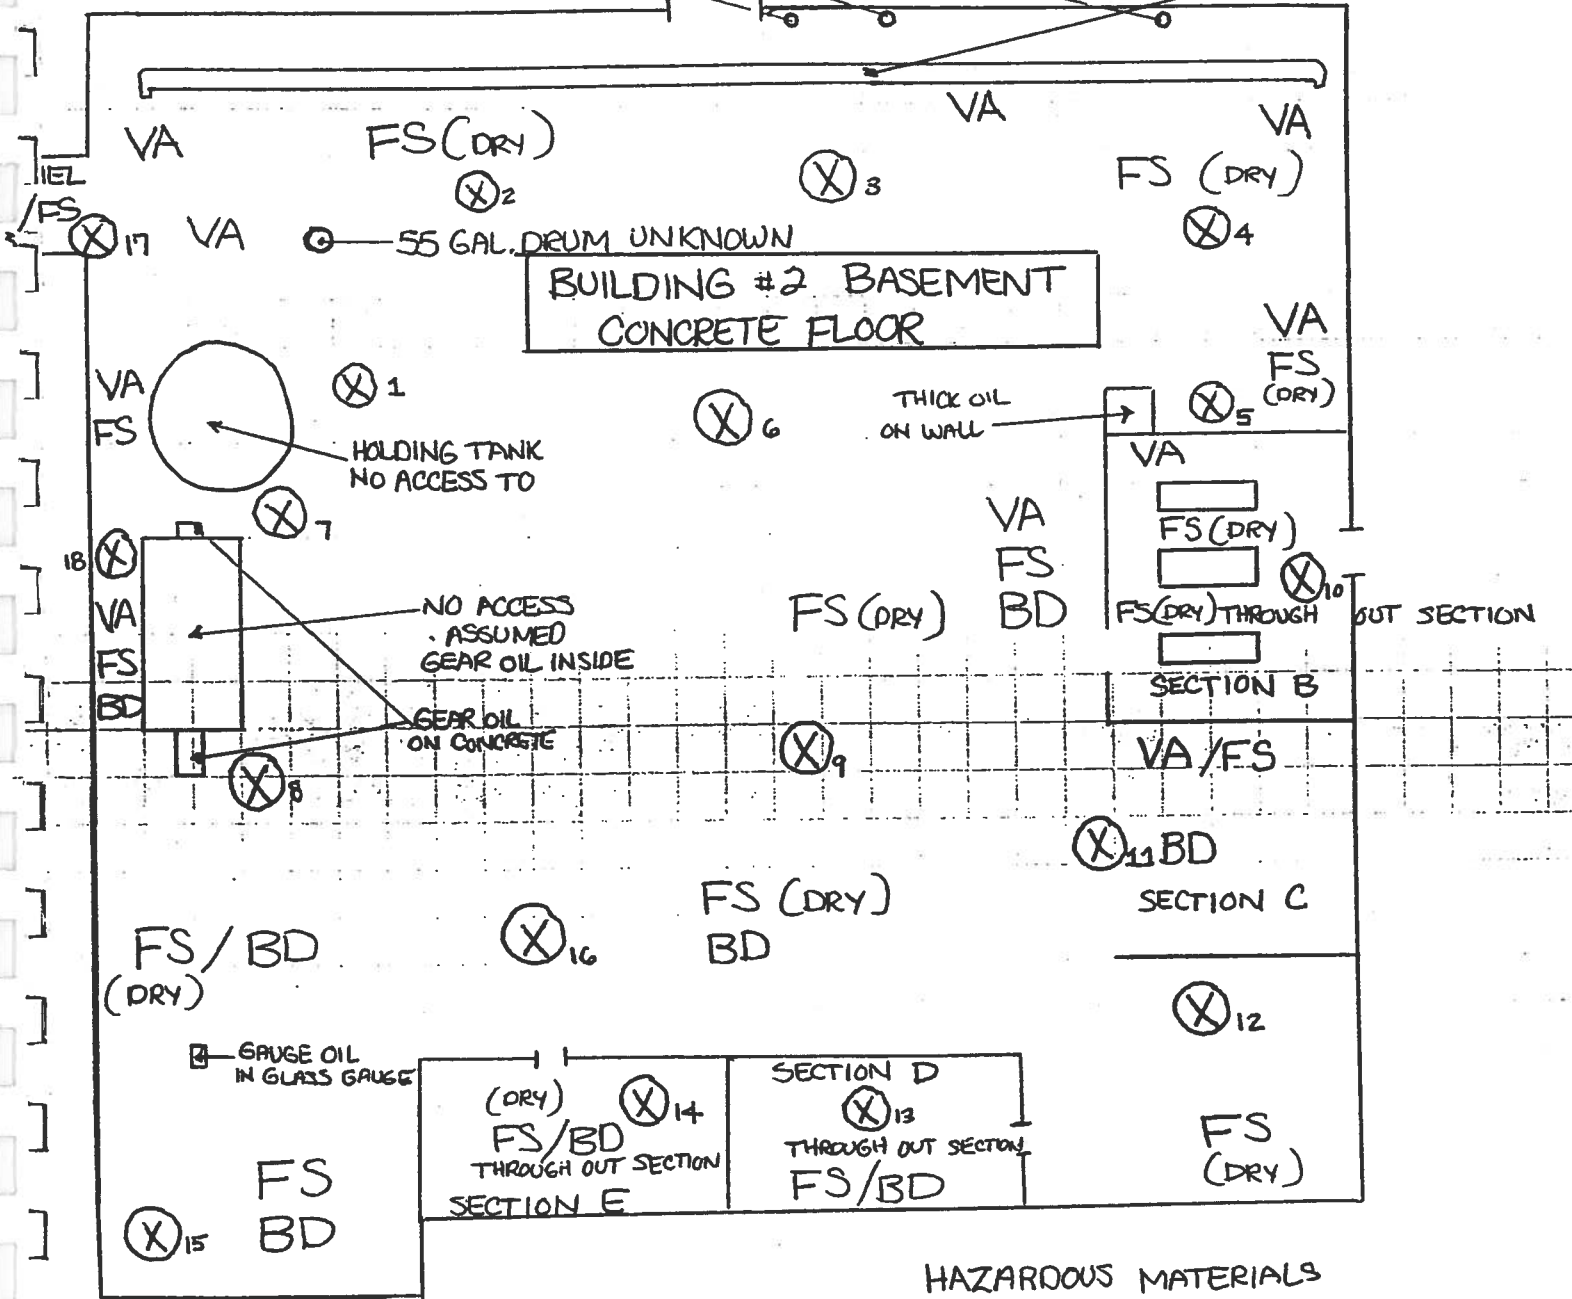 VA
FS (DRY)
VA
VA
IEL
/FS
2
3
FS (DRY)
4
17
VA
55 GAL. DRUM UNKNOWN
BUILDING #2 BASEMENT
CONCRETE FLOOR
VA
FS
1
HOLDING TANK
NO ACCESS TO
6
THICK OIL
ON WALL
VA
FS
(DRY)
5
VA
7
18
VA
FS
BD
NO ACCESS
ASSUMED
GEAR OIL INSIDE
GEAR OIL
ON CONCRETE
8
FS (DRY)
VA
FS
BD
FS (DRY)
10
FS (DRY) THROUGH OUT SECTION
SECTION B
9
VA/FS
11 BD
SECTION C
FS/BD
(DRY)
16
FS (DRY)
BD
12
GAUGE OIL
IN GLASS GAUGE
(DRY)
14
FS/BD
THROUGH OUT SECTION
SECTION E
SECTION D
13
THROUGH OUT SECTION
FS/BD
FS
(DRY)
FS
BD
15
HAZARDOUS MATERIALS